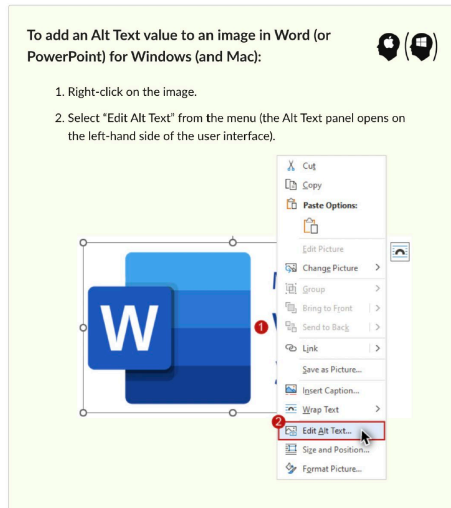 To add an Alt Text value to an image in Word (or
PowerPoint) for Windows (and Mac):
1. Right-click on the image.
2. Select “Edit Alt Text” from the menu (the Alt Text panel opens on
the left-hand side of the user interface).
Cut
Copy
Paste Options:
Edit Picture
Change Picture
Group
Bring to Front
Send to Back
Link
Save as Picture...
Insert Caption...
Wrap Text
Edit Alt Text...
Size and Position...
Format Picture...
W
1
2